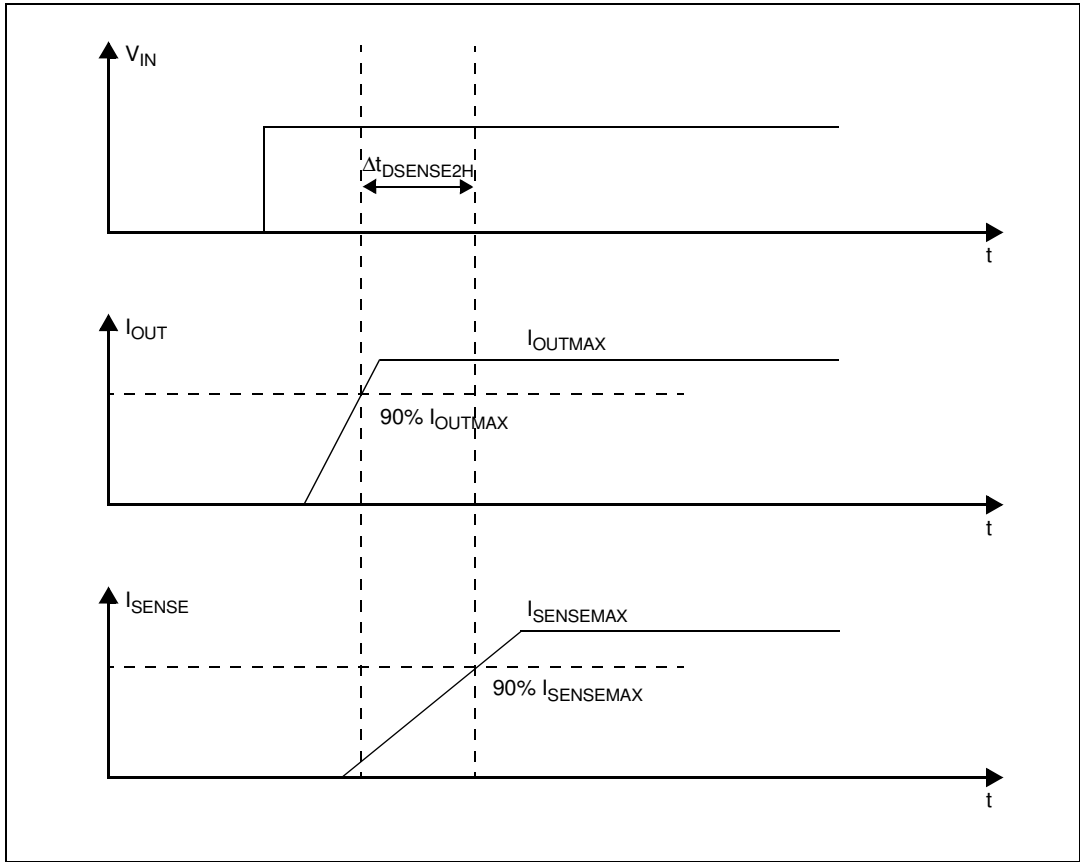 VIN
ΔtDSENSE2H
t
IOUT
IOUTMAX
90% IOUTMAX
t
ISENSE
ISENSEMAX
90% ISENSEMAX
t